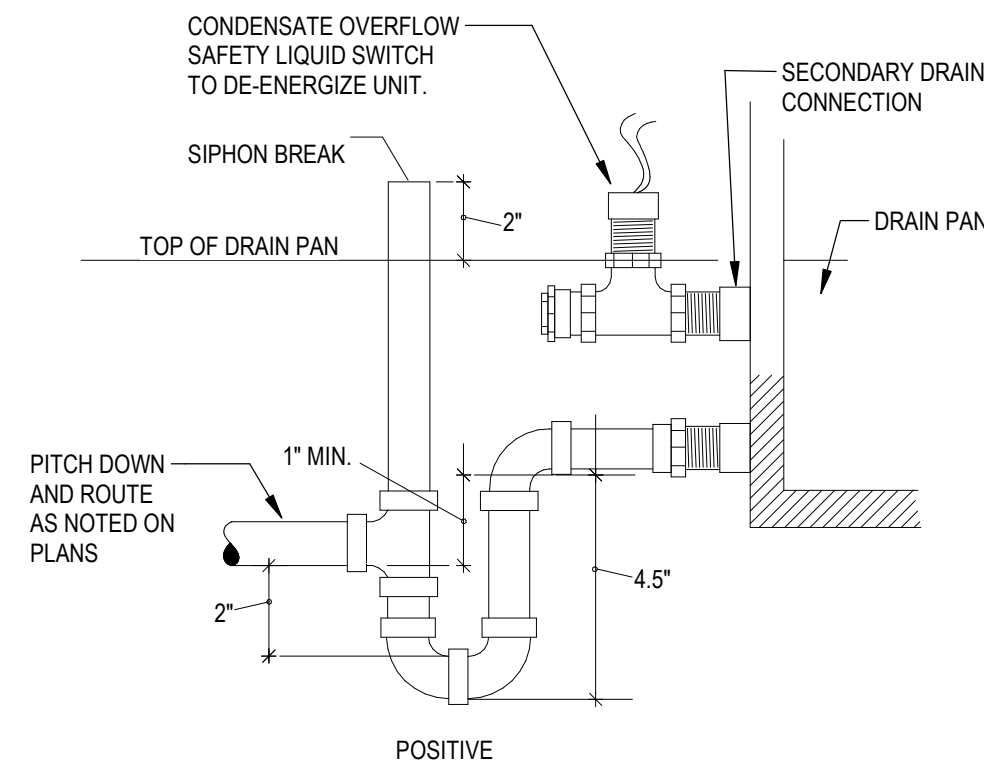 CONDENSATE OVERFLOW
SAFETY LIQUID SWITCH
TO DE-ENERGIZE UNIT.
SECONDARY DRAIN
CONNECTION
SIPHON BREAK
2"
DRAIN PAN
TOP OF DRAIN PAN
1" MIN.
PITCH DOWN
AND ROUTE
AS NOTED ON
PLANS
4.5"
2"
POSITIVE